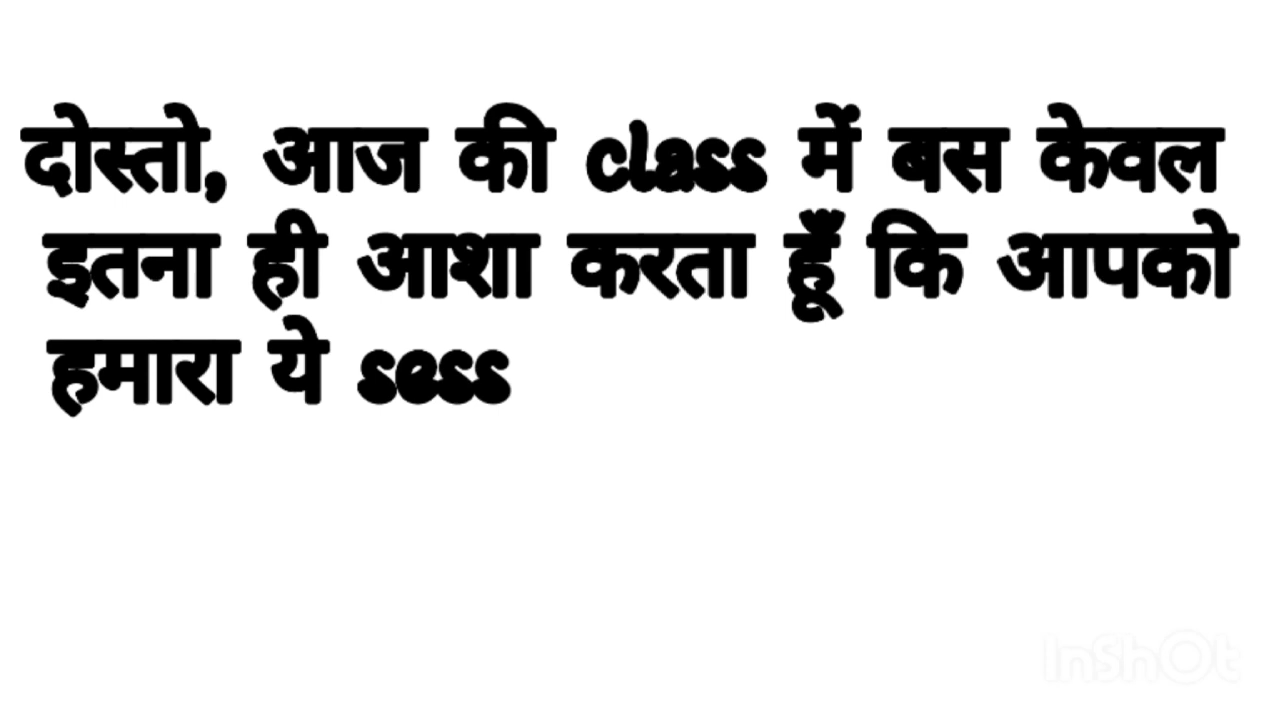 दोस्तो, आज की class में बस केवल
इतना ही आशा करता हूँ कि आपको
हमारा ये sess
InShOt